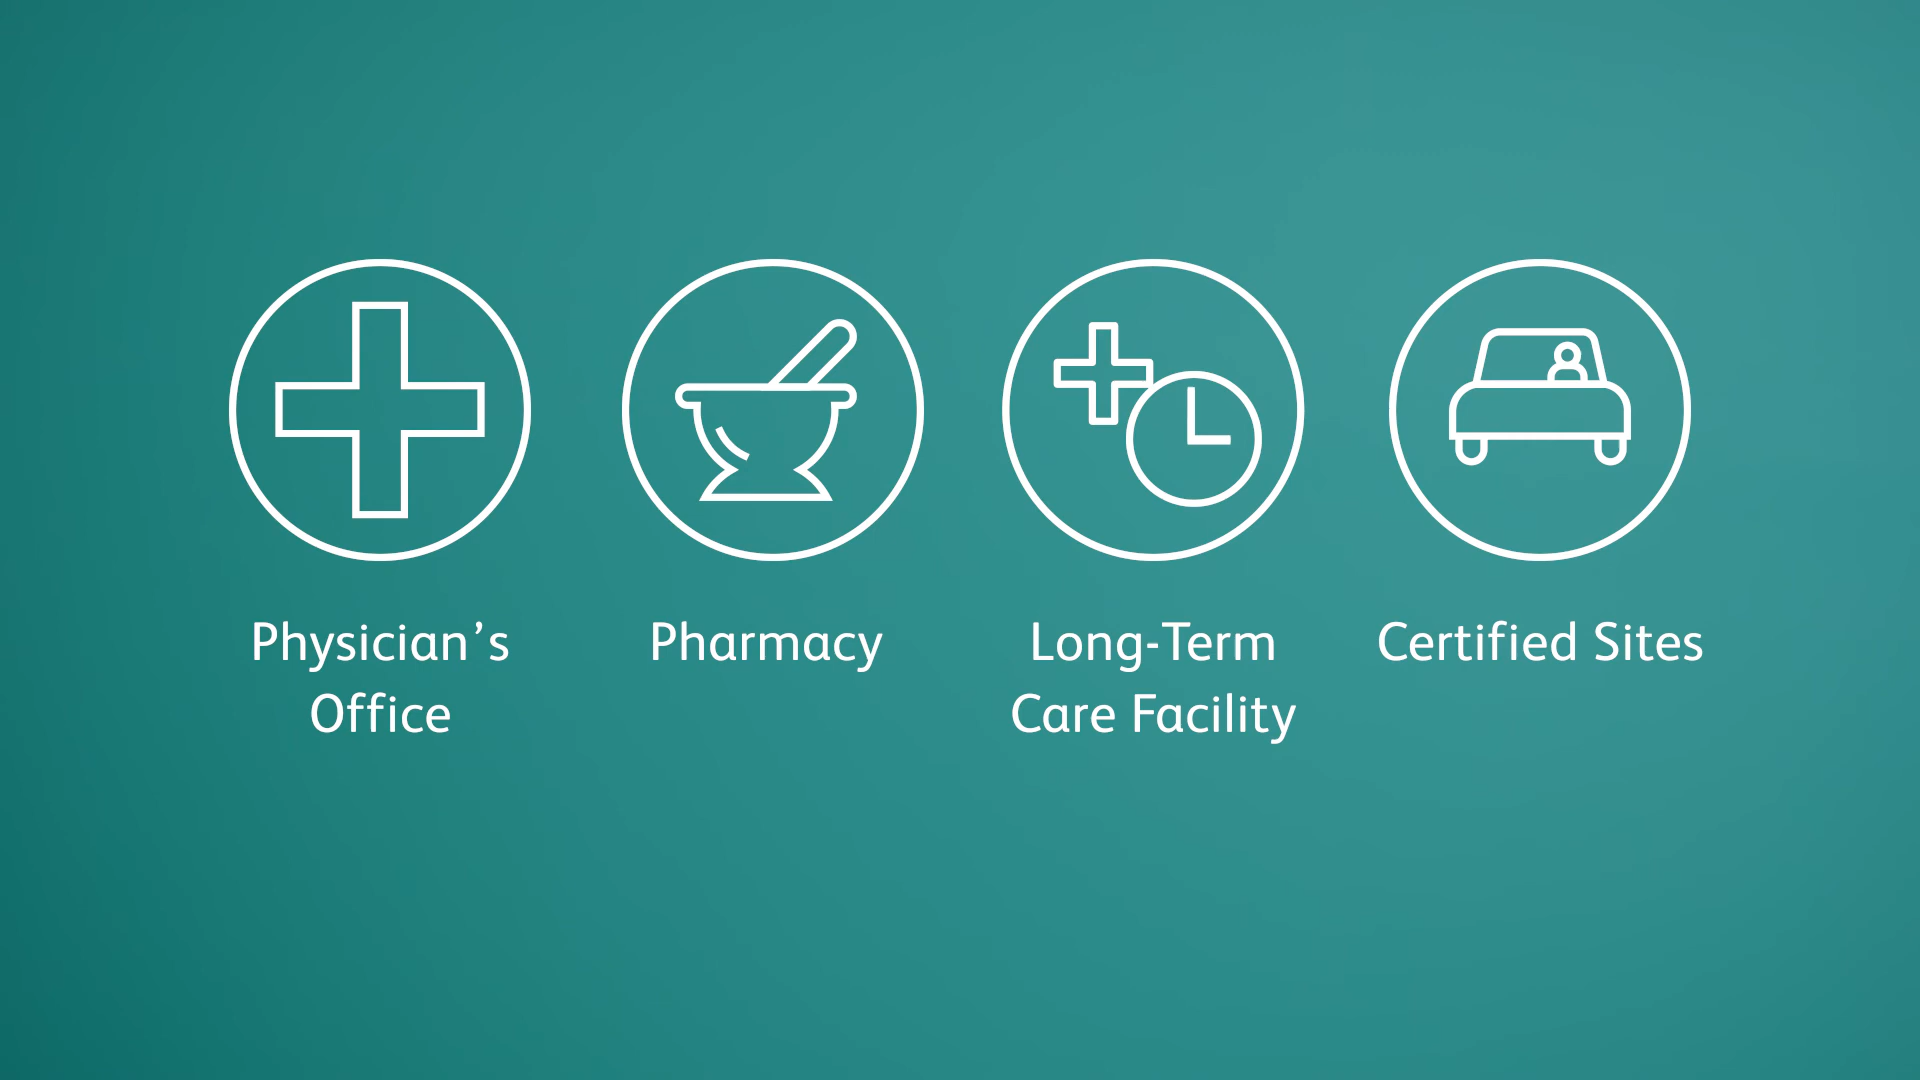 Physician’s
Office
Pharmacy
Long-Term
Care Facility
Certified Sites